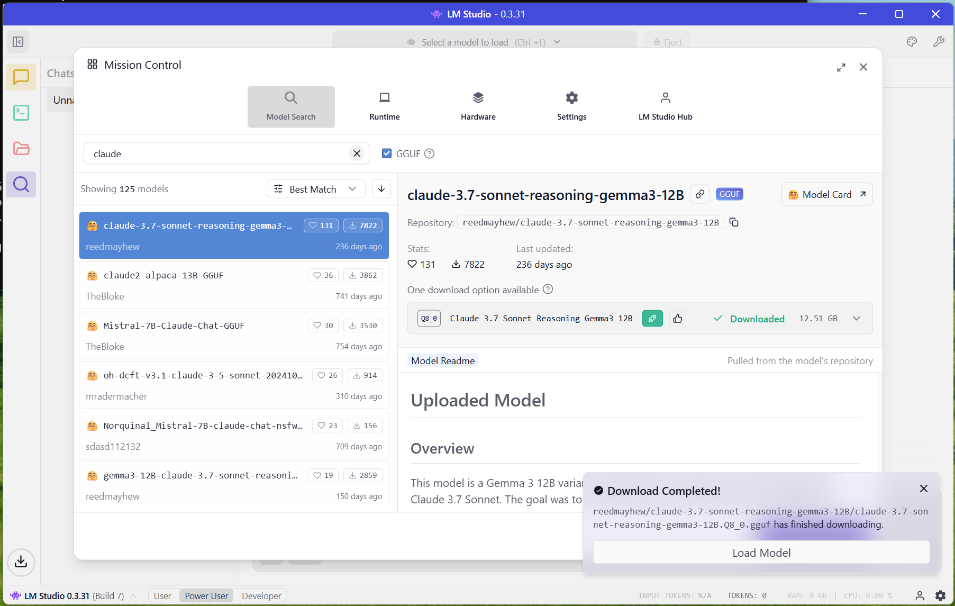 LM Studio - 0.3.31
Select a model to load (Ctrl + L)
Eject
Chats
Unna
Mission Control
Model Search
Runtime
Hardware
Settings
LM Studio Hub
claude
GGUF
Showing 125 models
Best Match
claude-3.7-sonnet-reasoning-gemma3-... 131 7822
reedmayhew 236 days ago
claude2-alpaca-13B-GGUF 36 3862
TheBloke 741 days ago
Mistral-7B-Claude-Chat-GGUF 30 3530
TheBloke 754 days ago
oh-dcft-v3.1-claude-3-5-sonnet-202410... 26 914
mradermacher 310 days ago
Norquinal_Mistral-7B-claude-chat-nsfw... 23 156
sdasd112132 709 days ago
gemma3-12B-claude-3.7-sonnet-reasoni... 19 2859
reedmayhew 150 days ago
claude-3.7-sonnet-reasoning-gemma3-12B GGUF
Model Card
Repository: reedmayhew/claude-3.7-sonnet-reasoning-gemma3-12B
Stats: Last updated:
131 7822 236 days ago
One download option available
Q8_0 Claude 3.7 Sonnet Reasoning Gemma3 12B Downloaded 12.51 GB
Model Readme Pulled from the model's repository
Uploaded Model
Overview
This model is a Gemma 3 12B varia
Claude 3.7 Sonnet. The goal was to
Download Completed!
reedmayhew/claude-3.7-sonnet-reasoning-gemma3-12B/claude-3.7-son
net-reasoning-gemma3-12B.Q8_0.gguf has finished downloading.
Load Model
LM Studio 0.3.31 (Build 7) User Power User Developer
INPUT TOKENS: N/A TOKENS: 0 RAM: 0 GB | CPU: 0.00 %